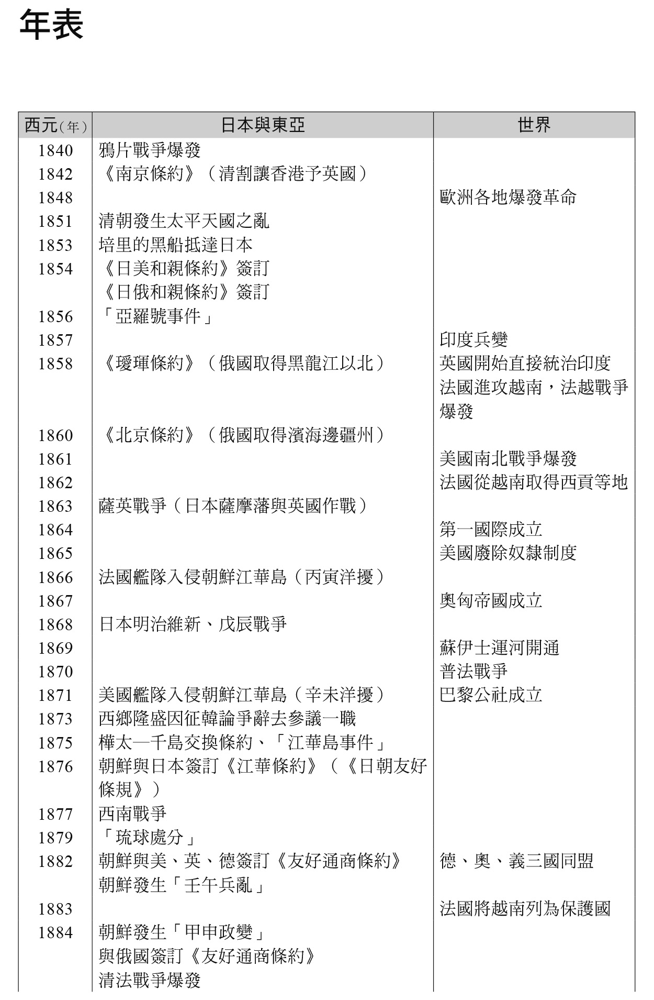 年表
西元(年) 日本與東亞 世界
1840 鴉片戰爭爆發
1842 《南京條約》（清割讓香港予英國）
1848 歐洲各地爆發革命
1851 清朝發生太平天國之亂
1853 培里的黑船抵達日本
1854 《日美和親條約》簽訂
《日俄和親條約》簽訂
1856 「亞羅號事件」
1857 印度兵變
1858 《璦琿條約》（俄國取得黑龍江以北） 英國開始直接統治印度
法國進攻越南，法越戰爭
爆發
1860 《北京條約》（俄國取得濱海邊疆州）
1861 美國南北戰爭爆發
1862 法國從越南取得西貢等地
1863 薩英戰爭（日本薩摩藩與英國作戰）
1864 第一國際成立
1865 美國廢除奴隸制度
1866 法國艦隊入侵朝鮮江華島（丙寅洋擾）
1867 奧匈帝國成立
1868 日本明治維新、戊辰戰爭
1869 蘇伊士運河開通
1870 普法戰爭
1871 美國艦隊入侵朝鮮江華島（辛未洋擾） 巴黎公社成立
1873 西鄉隆盛因征韓論爭辭去參議一職
1875 樺太—千島交換條約、「江華島事件」
1876 朝鮮與日本簽訂《江華條約》（《日朝友好
條規》）
1877 西南戰爭
1879 「琉球處分」
1882 朝鮮與美、英、德簽訂《友好通商條約》 德、奧、義三國同盟
朝鮮發生「壬午兵亂」
1883 法國將越南列為保護國
1884 朝鮮發生「甲申政變」
與俄國簽訂《友好通商條約》
清法戰爭爆發